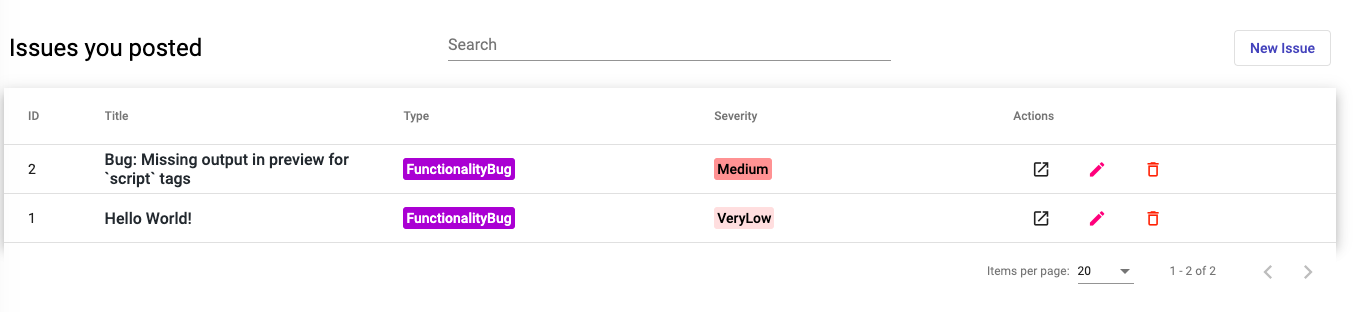 Issues you posted
Search
New Issue
ID Title Type Severity Actions
2 Bug: Missing output in preview for `script` tags FunctionalityBug Medium
1 Hello World! FunctionalityBug VeryLow
Items per page: 20 1 - 2 of 2